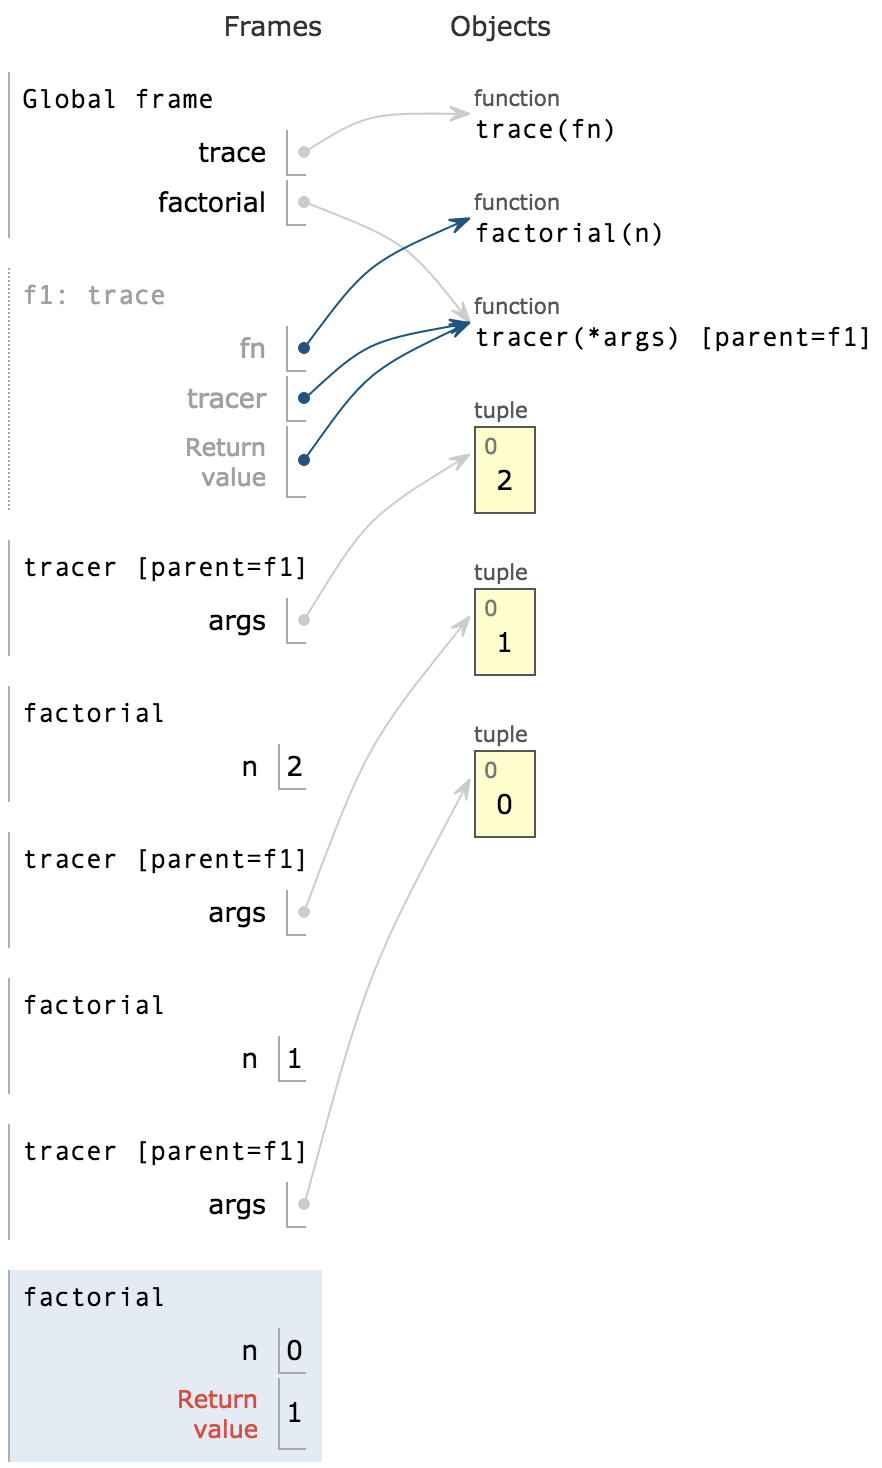 Frames Objects
Global frame
trace
factorial
function
trace(fn)
function
factorial(n)
function
tracer(*args) [parent=f1]
f1: trace
fn
tracer
Return
value
tuple
0
2
tracer [parent=f1]
args
tuple
0
1
factorial
n 2
tuple
0
0
tracer [parent=f1]
args
factorial
n 1
tracer [parent=f1]
args
factorial
n 0
Return
value 1